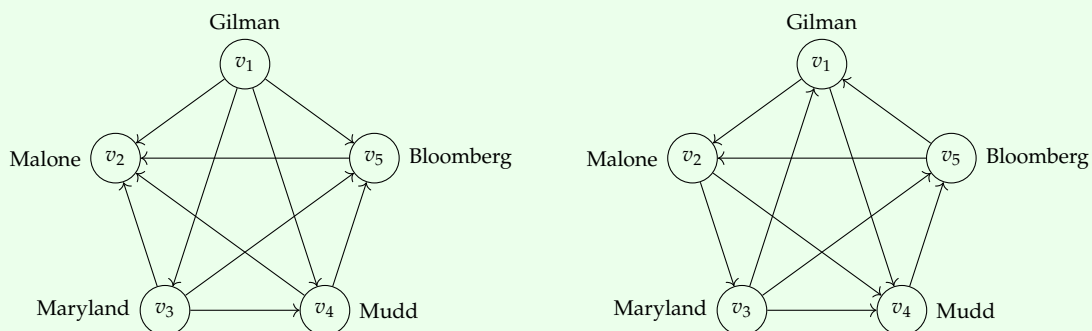 Gilman
v1
Malone
v2
v5
Bloomberg
Maryland
v3
v4
Mudd
Gilman
v1
Malone
v2
v5
Bloomberg
Maryland
v3
v4
Mudd